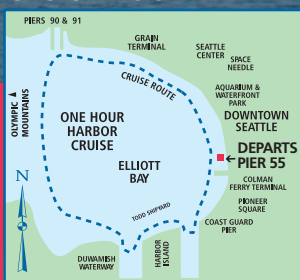 PIERS 90 & 91
GRAIN
TERMINAL
SEATTLE
CENTER
SPACE
NEEDLE
CRUISE ROUTE
AQUARIUM &
WATERFRONT
PARK
OLYMPIC
MOUNTAINS
ONE HOUR
HARBOR
CRUISE
DOWNTOWN
SEATTLE
DEPARTS
PIER 55
ELLIOTT
BAY
COLMAN
FERRY TERMINAL
N
PIONEER
SQUARE
TODD SHIPYARD
COAST GUARD
PIER
DUWAMISH
WATERWAY
HARBOR
ISLAND